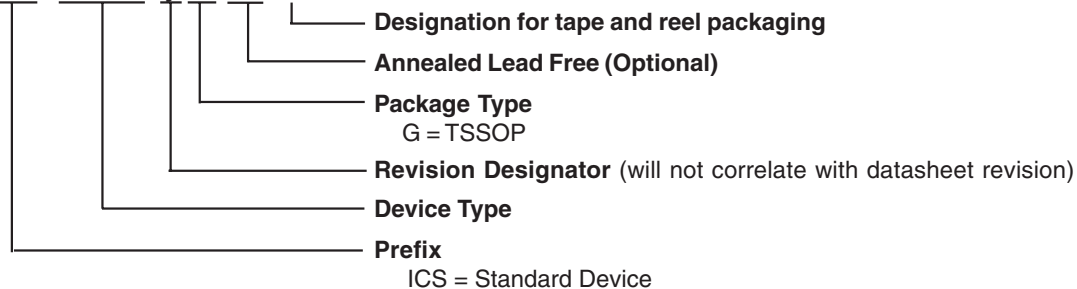 Designation for tape and reel packaging
Annealed Lead Free (Optional)
Package Type
G = TSSOP
Revision Designator (will not correlate with datasheet revision)
Device Type
Prefix
ICS = Standard Device